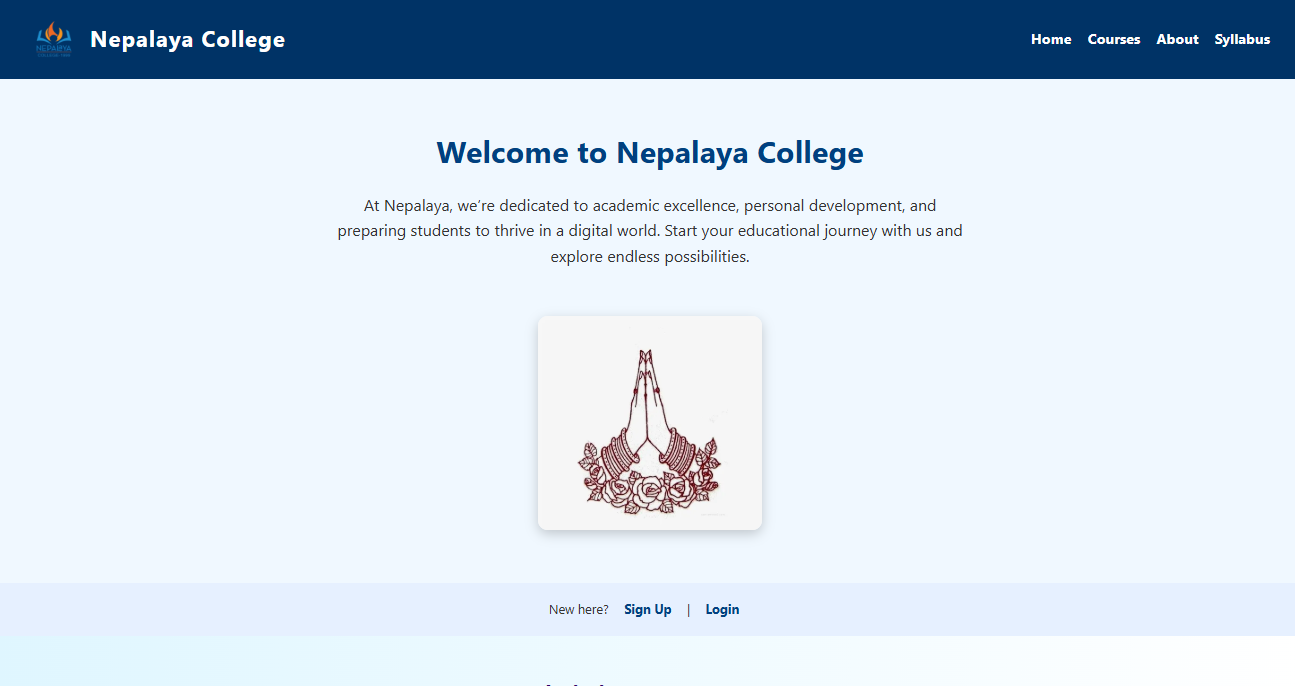 NEPALAYA
Nepalaya College
Home Courses About Syllabus
Welcome to Nepalaya College
At Nepalaya, we’re dedicated to academic excellence, personal development, and
preparing students to thrive in a digital world. Start your educational journey with us and
explore endless possibilities.
New here? Sign Up | Login